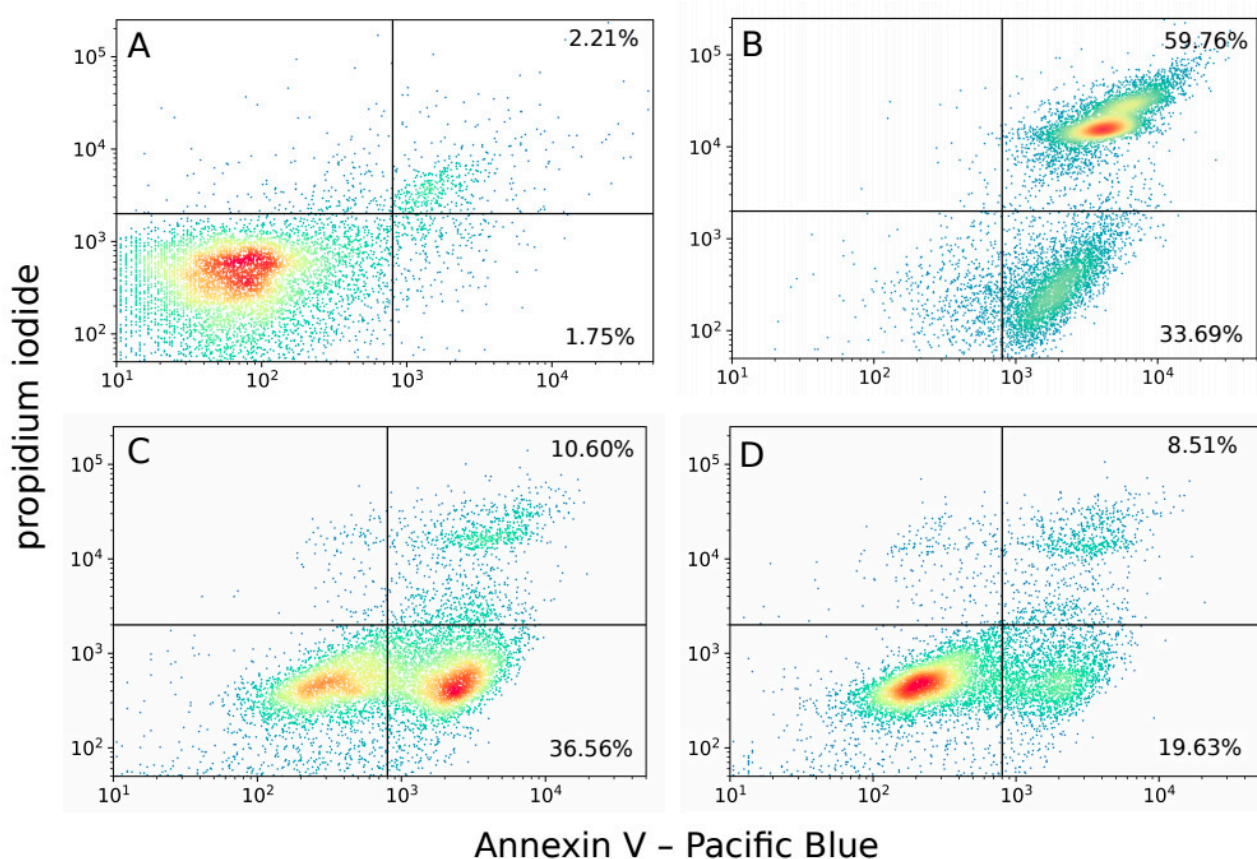 A
2.21%
10⁵
10⁴
10³
10²
1.75%
10¹ 10² 10³ 10⁴
B
59.76%
10⁵
10⁴
10³
10²
33.69%
10¹ 10² 10³ 10⁴
C
10.60%
10⁵
10⁴
10³
10²
36.56%
10¹ 10² 10³ 10⁴
D
8.51%
10⁵
10⁴
10³
10²
19.63%
10¹ 10² 10³ 10⁴
propidium iodide
Annexin V – Pacific Blue